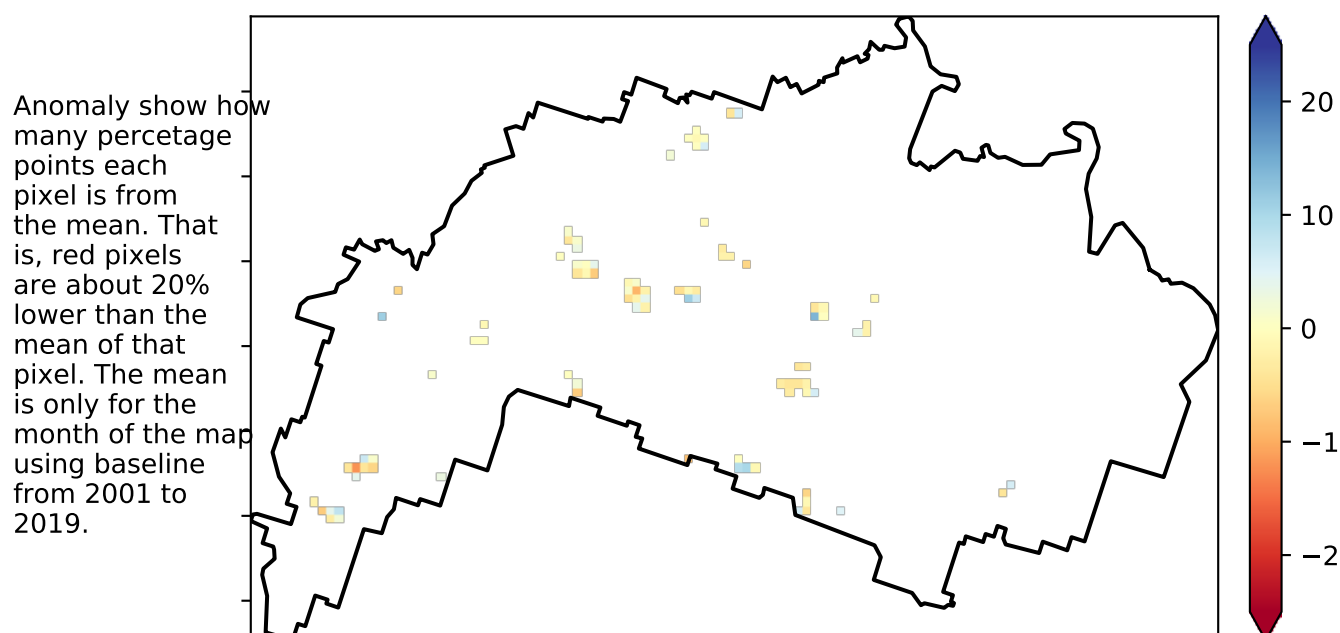 Anomaly show how
many percetage
points each
pixel is from
the mean. That
is, red pixels
are about 20%
lower than the
mean of that
pixel. The mean
is only for the
month of the map
using baseline
from 2001 to
2019.
20
10
0
−1
−2